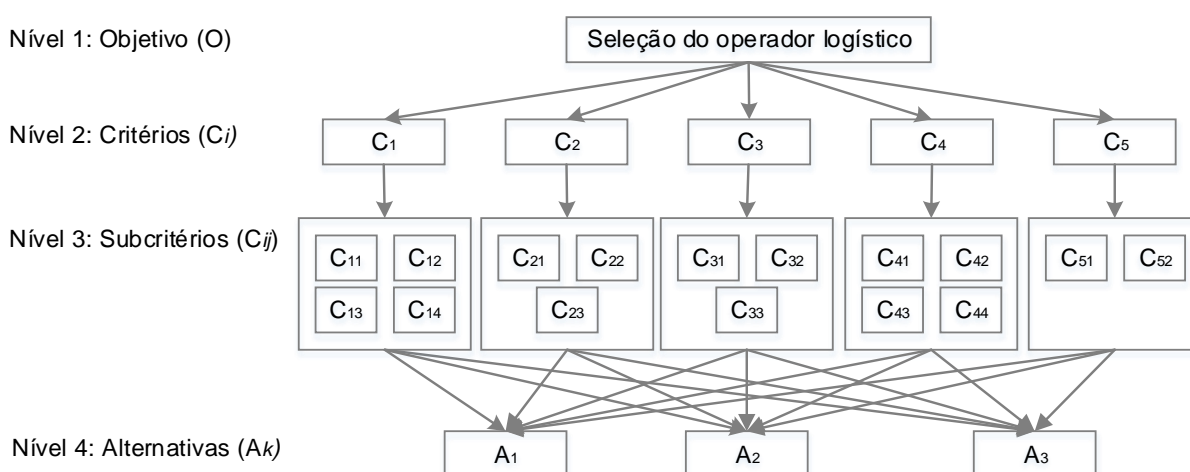 Nível 1: Objetivo (O)
Seleção do operador logístico
Nível 2: Critérios (Ci)
C1 C2 C3 C4 C5
Nível 3: Subcritérios (Cij)
C11 C12 C21 C22 C31 C32 C41 C42 C51 C52
C13 C14 C23 C33 C43 C44
Nível 4: Alternativas (Ak)
A1 A2 A3